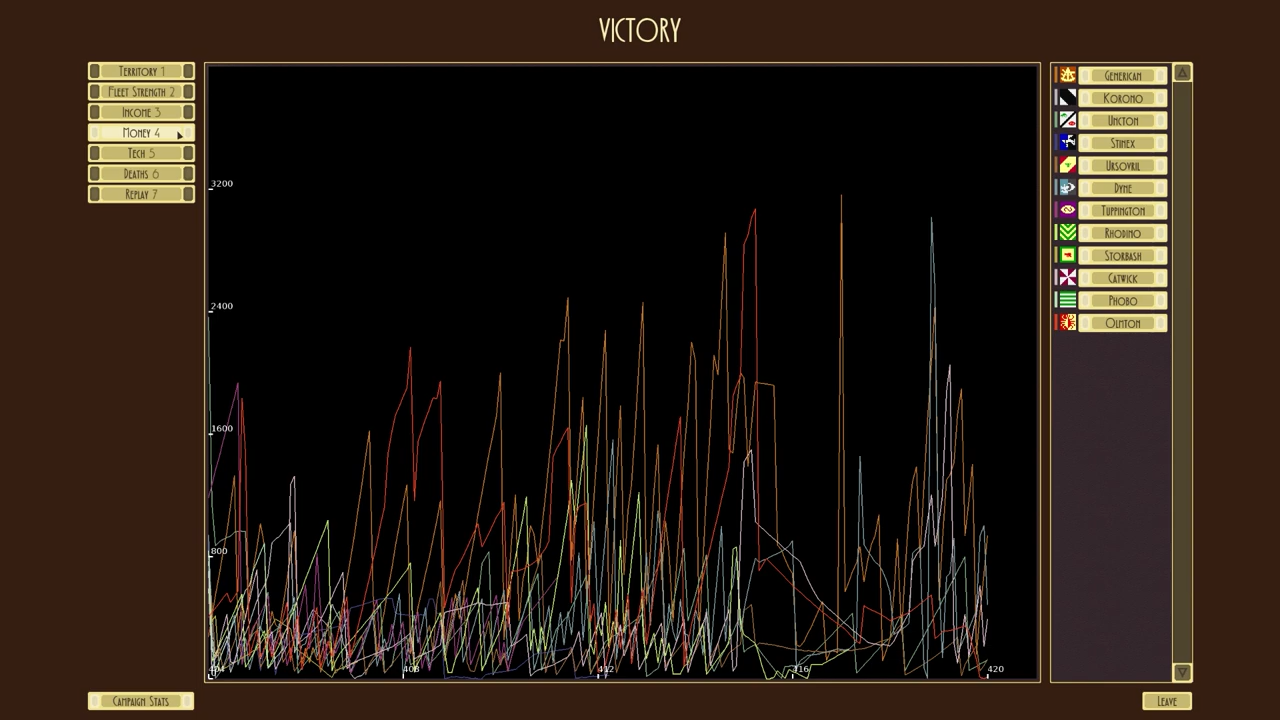 VICTORY
TERRITORY 1
FLEET STRENGTH 2
INCOME 3
MONEY 4
TECH 5
DEATHS 6
REPLAY 7
3200
2400
1600
800
404
408
412
416
420
GENERICAN
KORONO
UNCTON
STINEX
URSOVRIL
DYNE
TUPPINGTON
RHODINO
STORBASH
CATWICK
PHOBO
OLMTON
CAMPAIGN STATS
LEAVE